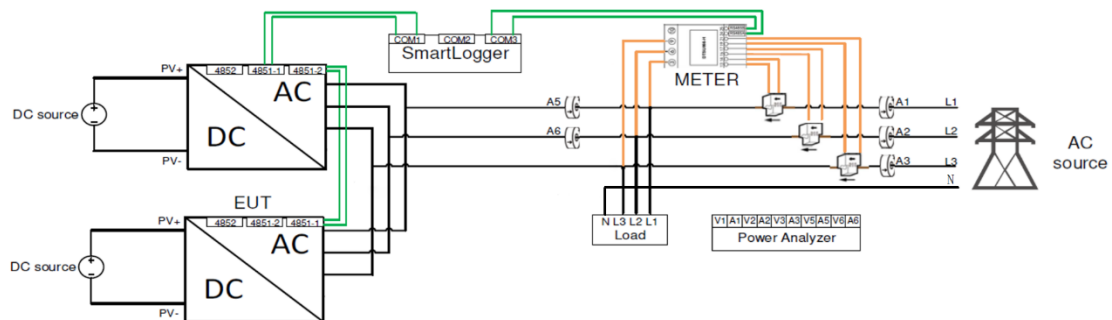 COM1 COM2 COM3
SmartLogger
METER
PV+
4852 4851-1 4851-2
AC
DC
DC source
PV-
A5
A6
A1 L1
A2 L2
A3 L3
N
AC
source
EUT
PV+
4852 4851-2 4851-1
AC
DC
DC source
PV-
N L3 L2 L1
Load
V1 A1 V2 A2 V3 A3 V5 A5 V6 A6
Power Analyzer